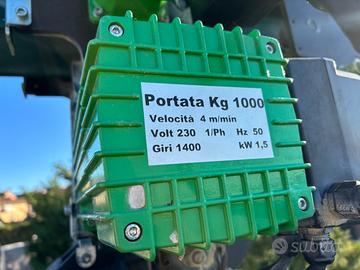 Portata Kg 1000
Velocità 4 m/min
Volt 230 1/Ph Hz 50
Giri 1400 kW 1,5
subito